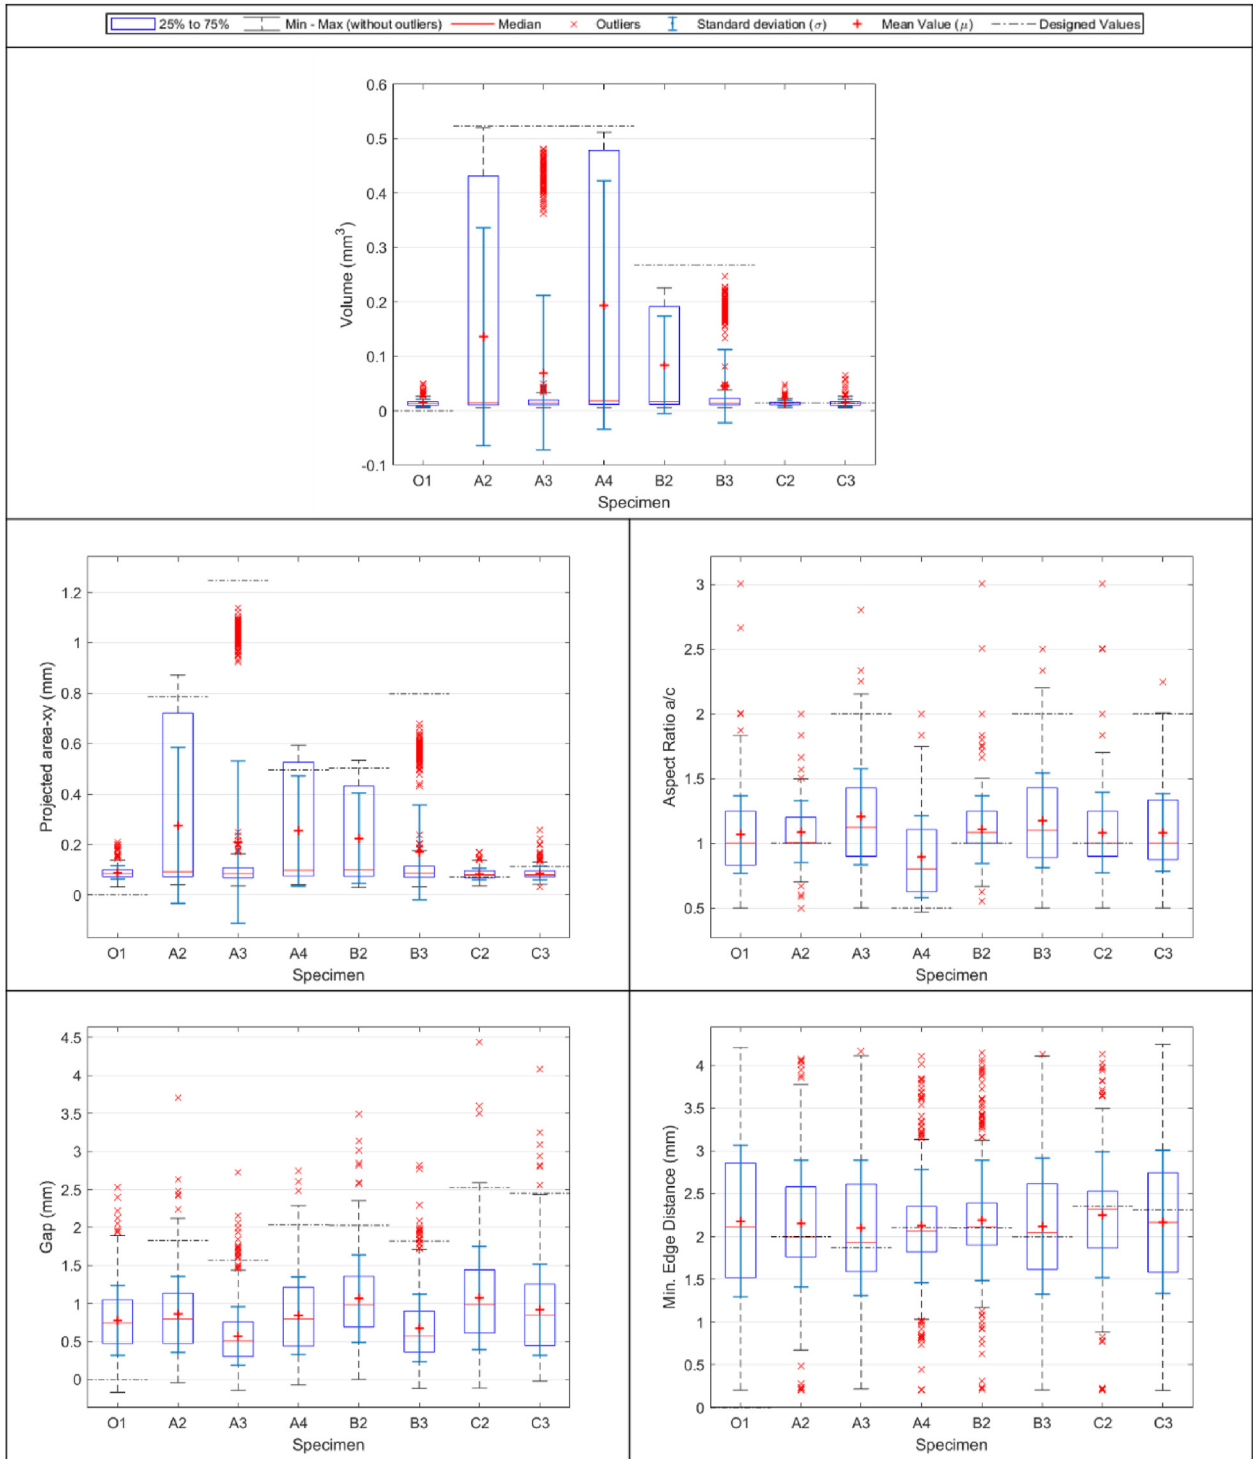 25% to 75% Min - Max (without outliers) Median Outliers Standard deviation (σ) Mean Value (μ) Designed Values
0.6
0.5
0.4
0.3
0.2
0.1
0
-0.1
Volume (mm³)
O1 A2 A3 A4 B2 B3 C2 C3
Specimen
1.2
1
0.8
0.6
0.4
0.2
0
Projected area-xy (mm)
O1 A2 A3 A4 B2 B3 C2 C3
Specimen
3
2.5
2
1.5
1
0.5
Aspect Ratio a/c
O1 A2 A3 A4 B2 B3 C2 C3
Specimen
4.5
4
3.5
3
2.5
2
1.5
1
0.5
0
Gap (mm)
O1 A2 A3 A4 B2 B3 C2 C3
Specimen
4
3.5
3
2.5
2
1.5
1
0.5
0
Min. Edge Distance (mm)
O1 A2 A3 A4 B2 B3 C2 C3
Specimen